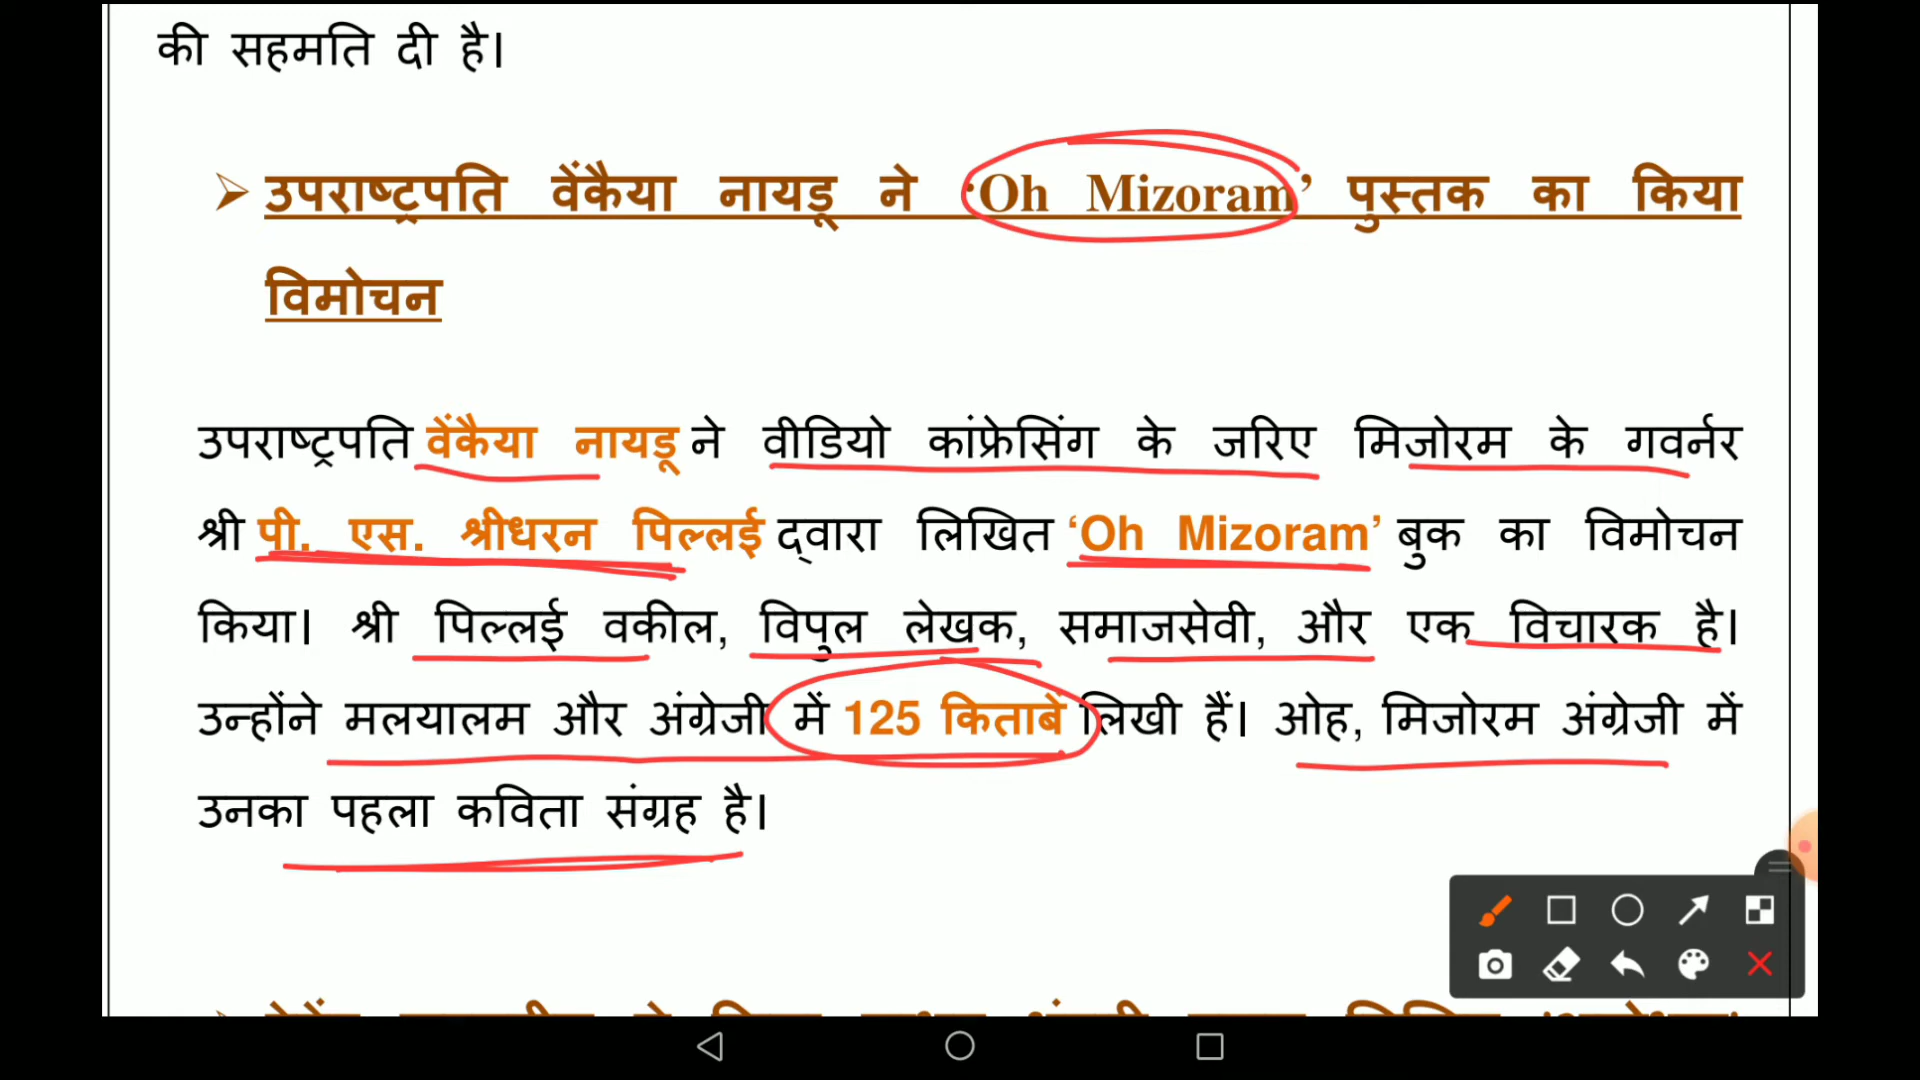 की सहमति दी है।
➢ उपराष्ट्रपति वेंकैया नायडू ने ‘Oh Mizoram’ पुस्तक का किया
विमोचन
उपराष्ट्रपति वेंकैया नायडू ने वीडियो कांफ्रेसिंग के जरिए मिजोरम के गवर्नर
श्री पी. एस. श्रीधरन पिल्लई द्वारा लिखित ‘Oh Mizoram’ बुक का विमोचन
किया। श्री पिल्लई वकील, विपुल लेखक, समाजसेवी, और एक विचारक है।
उन्होंने मलयालम और अंग्रेजी में 125 किताबें लिखी हैं। ओह, मिजोरम अंग्रेजी में
उनका पहला कविता संग्रह है।